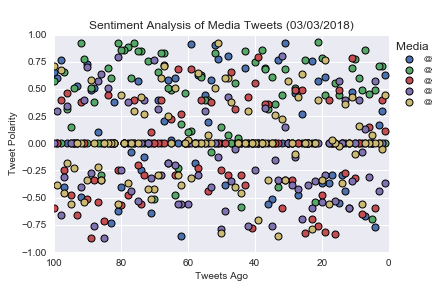 Sentiment Analysis of Media Tweets (03/03/2018)
Tweet Polarity
1.00
0.75
0.50
0.25
0.00
−0.25
−0.50
−0.75
−1.00
100 80 60 40 20 0
Tweets Ago
Media
@
@
@
@